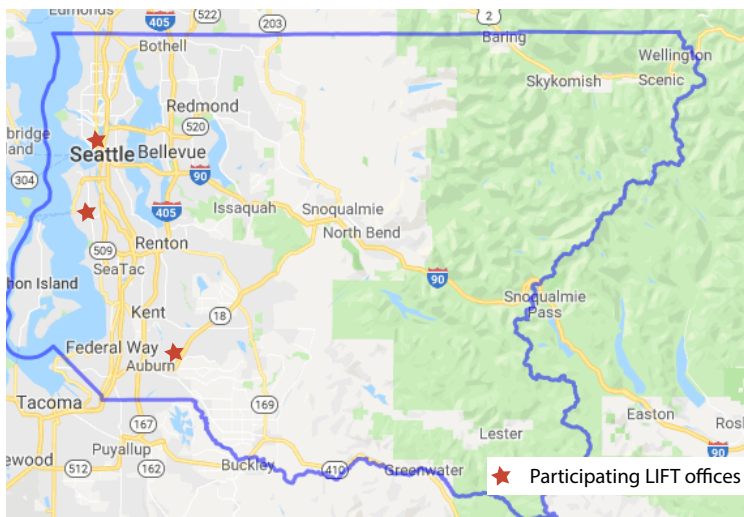 Edmonds
405
522
203
2
Bothell
Baring
Wellington
Skykomish
Scenic
Redmond
520
bridge
land
Seattle
Bellevue
304
90
405
Issaquah
Snoqualmie
North Bend
Renton
509
SeaTac
hon Island
90
Snoqualmie
Pass
Kent
18
Federal Way
Auburn
Tacoma
169
167
Easton
Rosl
Puyallup
Lester
90
ewood
512
162
Buckley
410
Greenwater
Participating LIFT offices